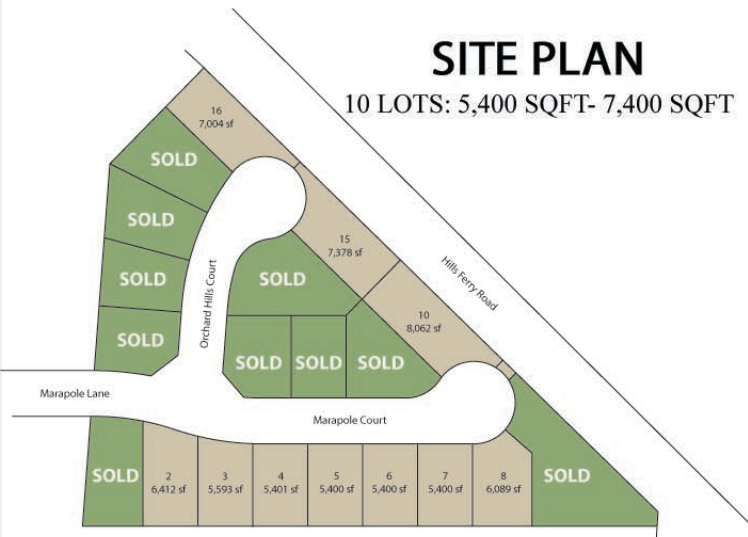 SITE PLAN
10 LOTS: 5,400 SQFT- 7,400 SQFT
16
7,004 sf
SOLD
SOLD
15
7,378 sf
SOLD
SOLD
Hills Ferry Road
Orchard Hills Court
10
8,062 sf
SOLD
SOLD
SOLD
SOLD
Marapole Lane
Marapole Court
SOLD
2
6,412 sf
3
5,593 sf
4
5,401 sf
5
5,400 sf
6
5,400 sf
7
5,400 sf
8
6,089 sf
SOLD